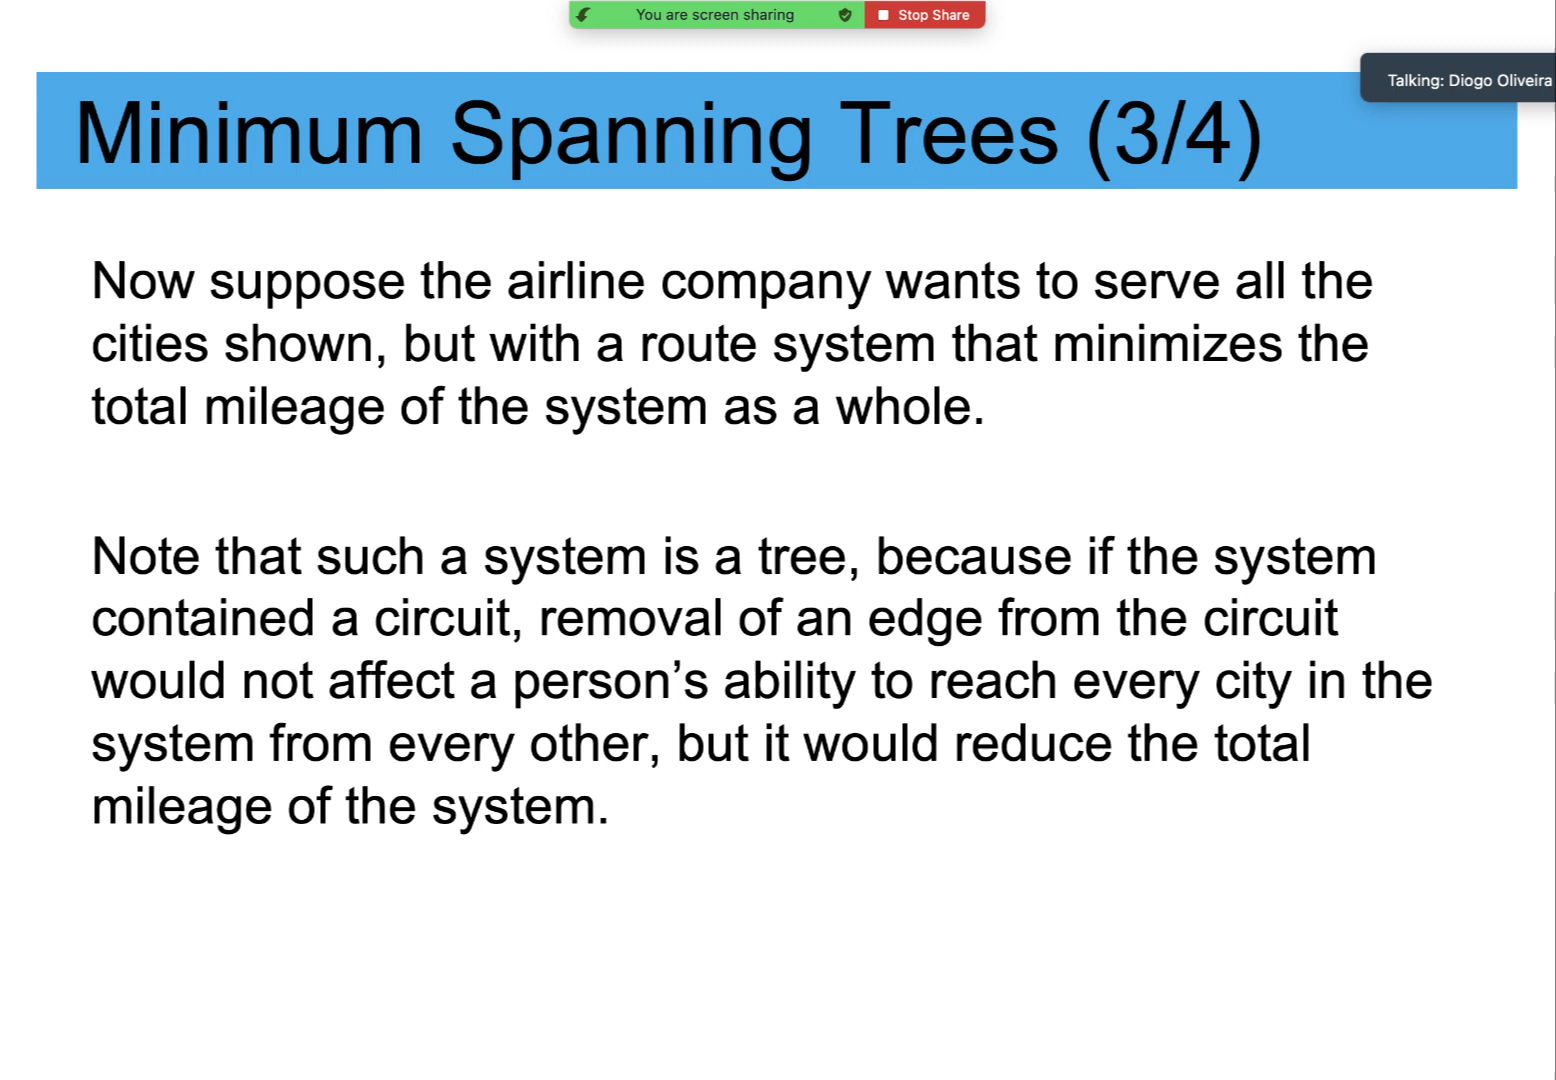 You are screen sharing
Stop Share
Talking: Diogo Oliveira
Minimum Spanning Trees (3/4)
Now suppose the airline company wants to serve all the
cities shown, but with a route system that minimizes the
total mileage of the system as a whole.
Note that such a system is a tree, because if the system
contained a circuit, removal of an edge from the circuit
would not affect a person’s ability to reach every city in the
system from every other, but it would reduce the total
mileage of the system.